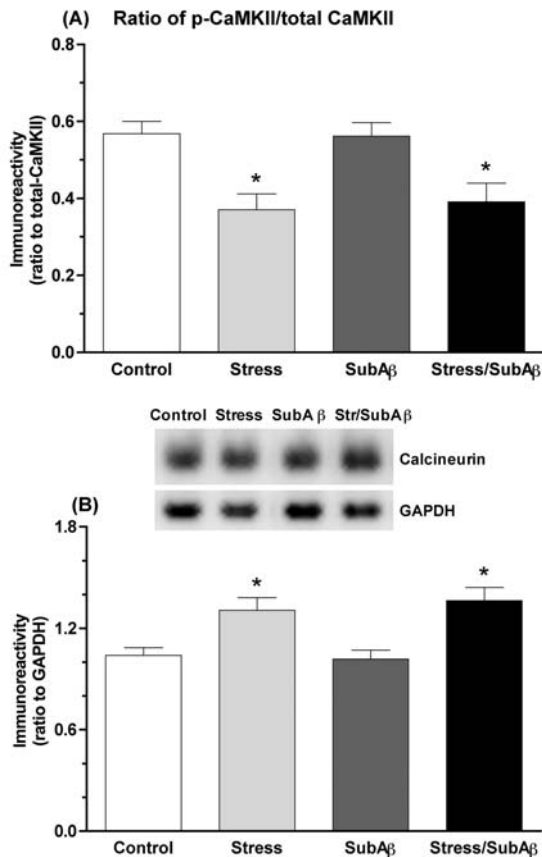 (A) Ratio of p-CaMKII/total CaMKII
Immunoreactivity
(ratio to total-CaMKII)
0.8
0.6
0.4
0.2
0.0
*
*
Control Stress SubAβ Stress/SubAβ
Control Stress SubAβ Str/SubAβ
Calcineurin
GAPDH
(B)
Immunoreactivity
(ratio to GAPDH)
1.8
1.2
0.6
0.0
*
*
Control Stress SubAβ Stress/SubAβ